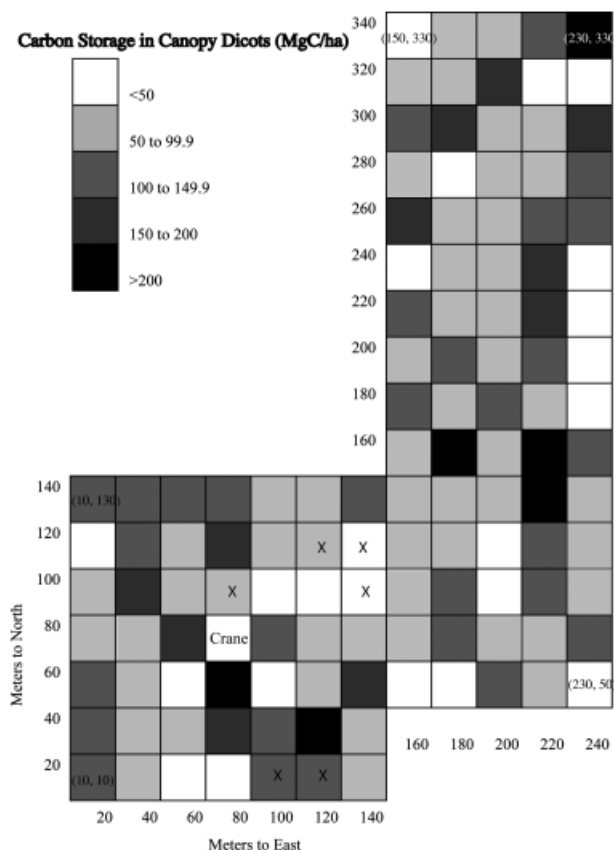 Carbon Storage in Canopy Dicots (MgC/ha)
<50
50 to 99.9
100 to 149.9
150 to 200
>200
340
320
300
280
260
240
220
200
180
160
(150, 330)
(230, 330)
140
120
100
80
60
40
20
Meters to North
(10, 130)
X X
X X
Crane
(230, 50)
(10, 10)
X X
160 180 200 220 240
20 40 60 80 100 120 140
Meters to East